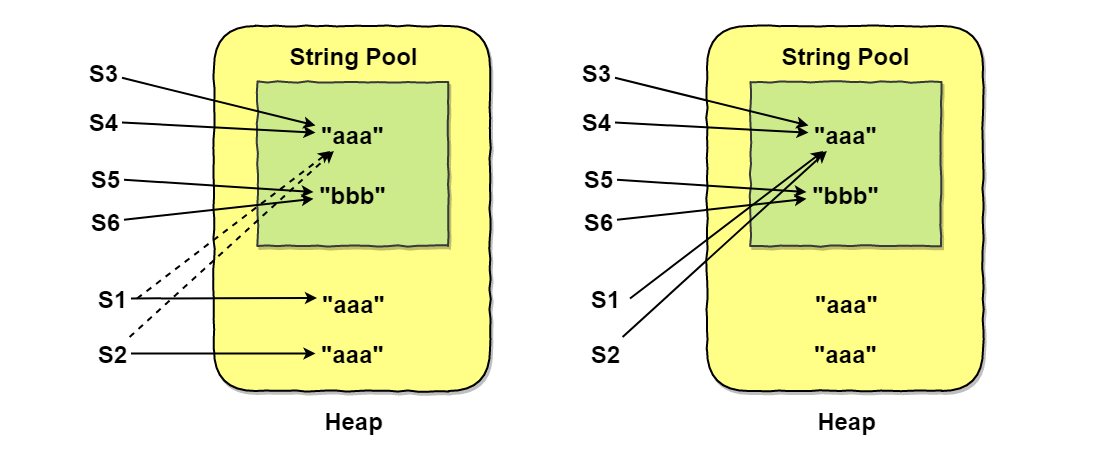 String Pool
S3
S4
"aaa"
S5
"bbb"
S6
S1
"aaa"
S2
"aaa"
Heap
String Pool
S3
S4
"aaa"
S5
"bbb"
S6
S1
"aaa"
S2
"aaa"
Heap